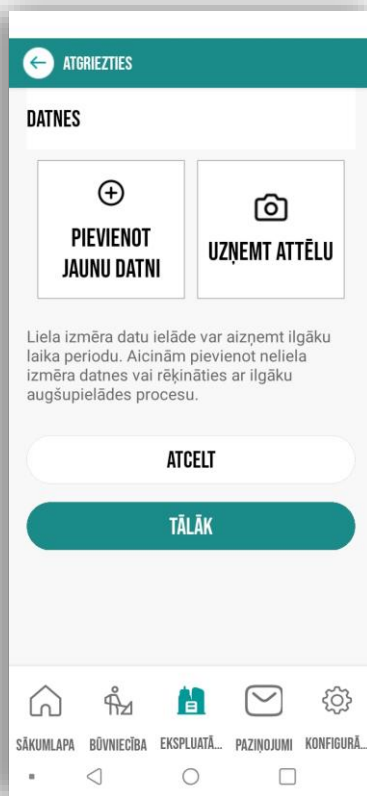 ATGRIEZTIES
DATNES
PIEVIENOT
JAUNU DATNI
UZŅEMT ATTĒLU
Liela izmēra datu ielāde var aizņemt ilgāku
laika periodu. Aicinām pievienot neliela
izmēra datnes vai rēķināties ar ilgāku
augšupielādes procesu.
ATCELT
TĀLĀK
SĀKUMLAPA BŪVNIECĪBA EKSPLUATĀ... PAZIŅOJUMI KONFIGURĀ...